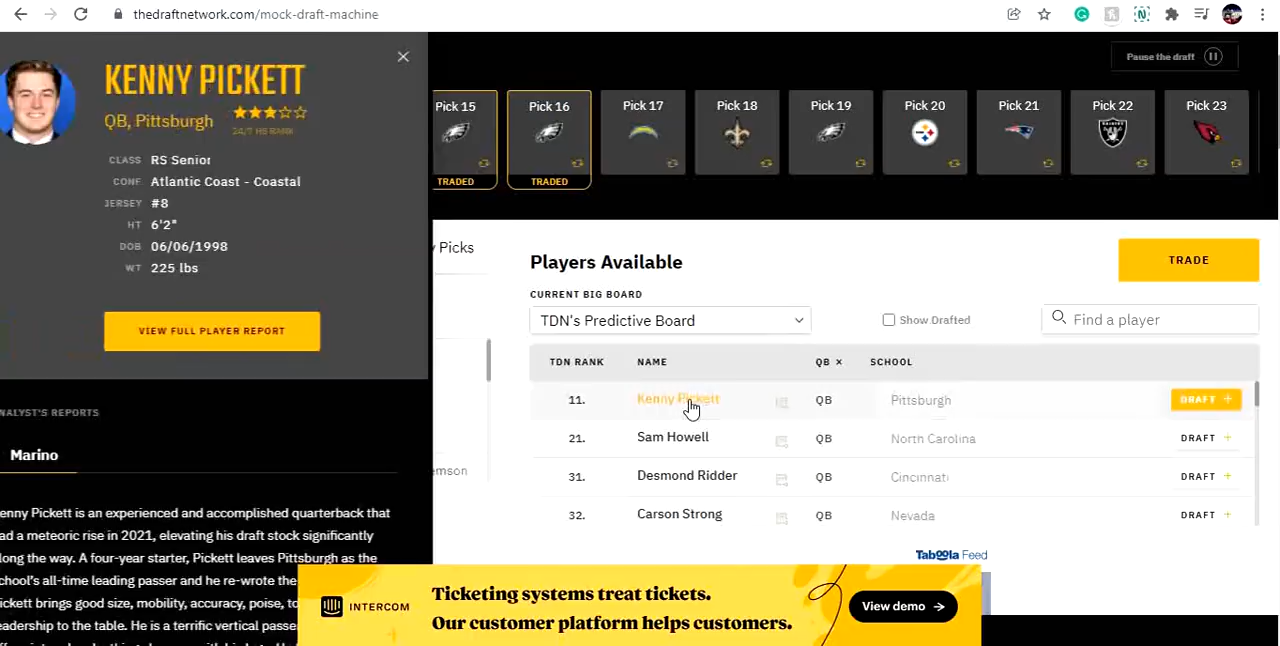 thedraftnetwork.com/mock-draft-machine
KENNY PICKETT
QB, Pittsburgh
24/7 HS RANK
CLASS RS Senior
CONF Atlantic Coast - Coastal
JERSEY #8
HT 6'2"
DOB 06/06/1998
WT 225 lbs
VIEW FULL PLAYER REPORT
NALYST'S REPORTS
Marino
enny Pickett is an experienced and accomplished quarterback that
ad a meteoric rise in 2021, elevating his draft stock significantly
long the way. A four-year starter, Pickett leaves Pittsburgh as the
chool's all-time leading passer and he re-wrote the
ickett brings good size, mobility, accuracy, poise, to
eadership to the table. He is a terrific vertical passe
Pause the draft
Pick 15
TRADED
Pick 16
TRADED
Pick 17
Pick 18
Pick 19
Pick 20
Pick 21
Pick 22
RAIDERS
Pick 23
y Picks
emson
Players Available
TRADE
CURRENT BIG BOARD
TDN's Predictive Board
Show Drafted
Find a player
TDN RANK NAME QB × SCHOOL
11. Kenny Pickett QB Pittsburgh DRAFT +
21. Sam Howell QB North Carolina DRAFT +
31. Desmond Ridder QB Cincinnati DRAFT +
32. Carson Strong QB Nevada DRAFT +
Taboola Feed
INTERCOM
Ticketing systems treat tickets.
Our customer platform helps customers.
View demo →